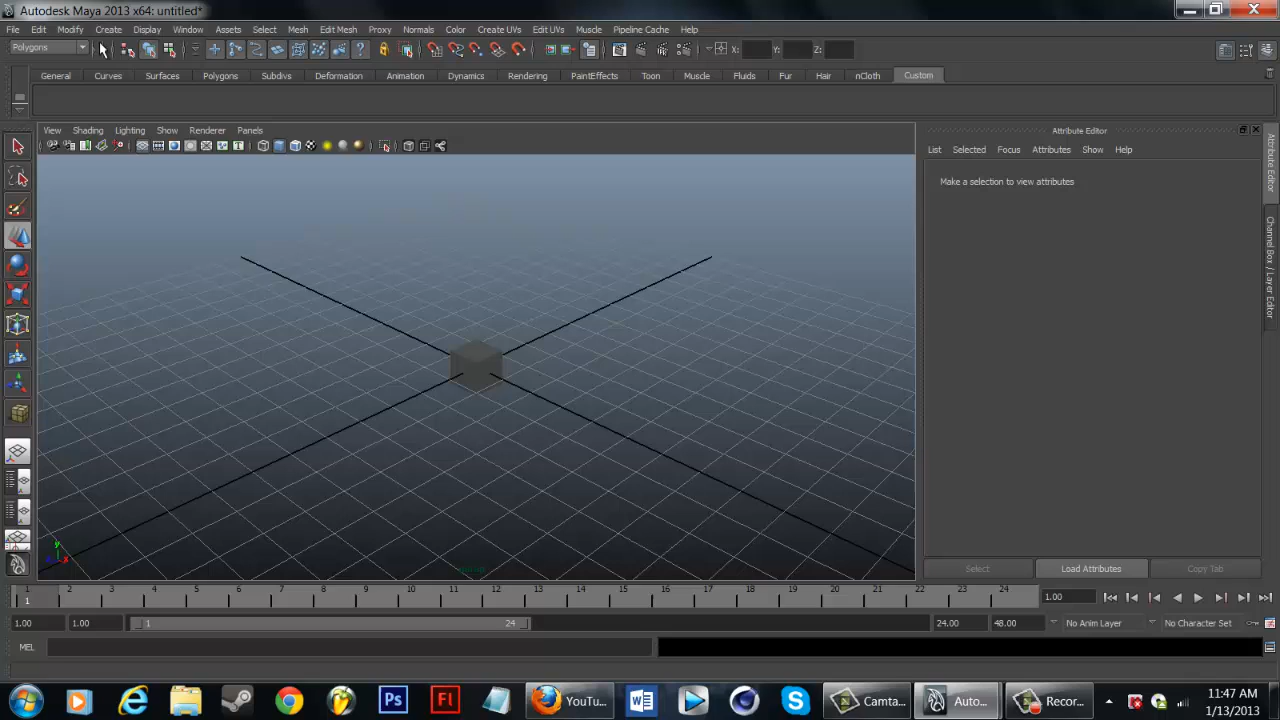 Autodesk Maya 2013 x64: untitled*
File Edit Modify Create Display Window Assets Select Mesh Edit Mesh Proxy Normals Color Create UVs Edit UVs Muscle Pipeline Cache Help
Polygons X: Y: Z:
General Curves Surfaces Polygons Subdivs Deformation Animation Dynamics Rendering PaintEffects Toon Muscle Fluids Fur Hair nCloth Custom
View Shading Lighting Show Renderer Panels
Attribute Editor
List Selected Focus Attributes Show Help
Make a selection to view attributes
Attribute Editor
Channel Box / Layer Editor
y
x
Select Load Attributes Copy Tab
1 2 3 4 5 6 7 8 9 10 11 12 13 14 15 16 17 18 19 20 21 22 23 24
1 1.00
1.00 1.00 1 24 24.00 48.00 No Anim Layer No Character Set
MEL
Ps Fl W S YouTu... Camta... Auto... Recor...
11:47 AM
1/13/2013